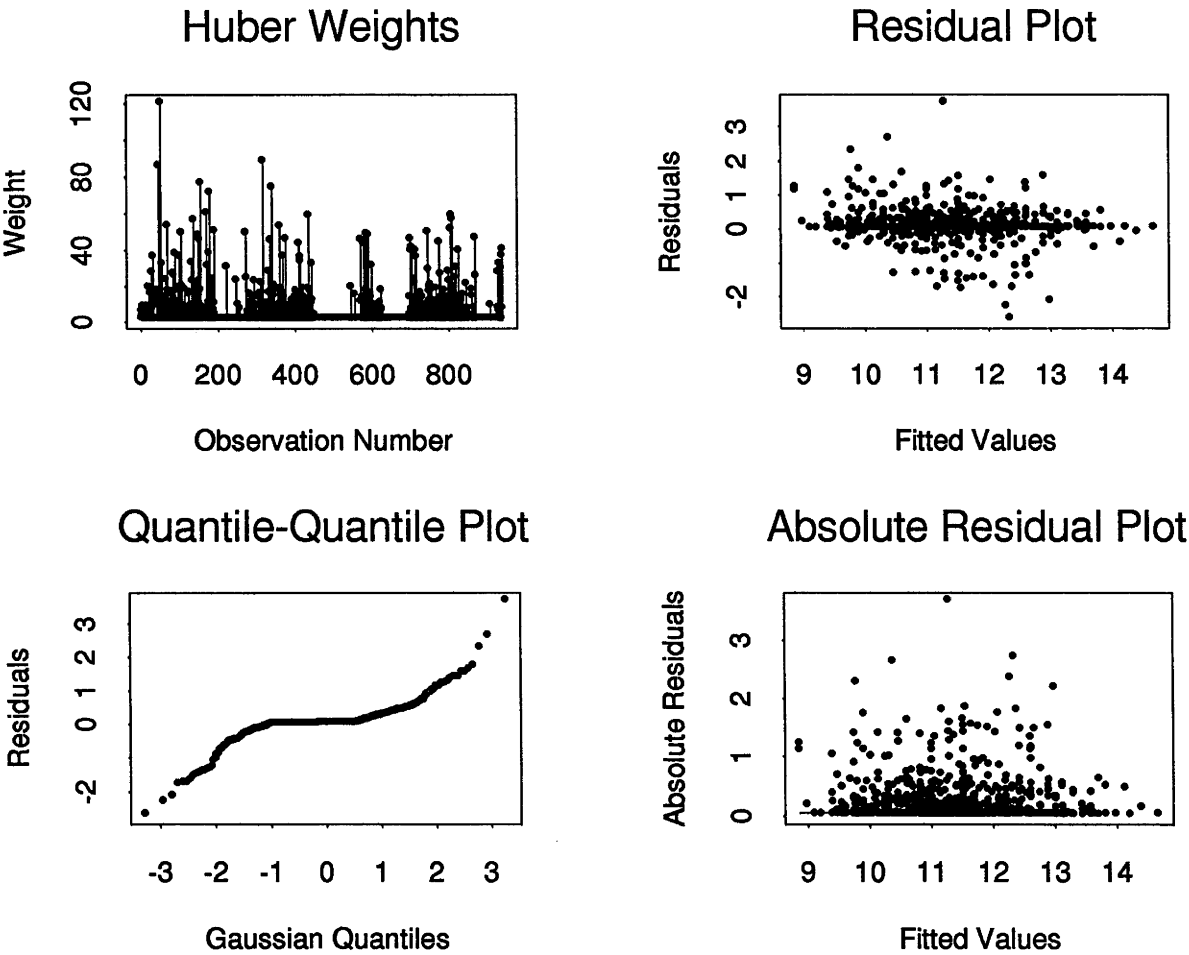 Huber Weights
Weight
0 40 80 120
0 200 400 600 800
Observation Number
Residual Plot
Residuals
-2 0 1 2 3
9 10 11 12 13 14
Fitted Values
Quantile-Quantile Plot
Residuals
-2 0 1 2 3
-3 -2 -1 0 1 2 3
Gaussian Quantiles
Absolute Residual Plot
Absolute Residuals
0 1 2 3
9 10 11 12 13 14
Fitted Values